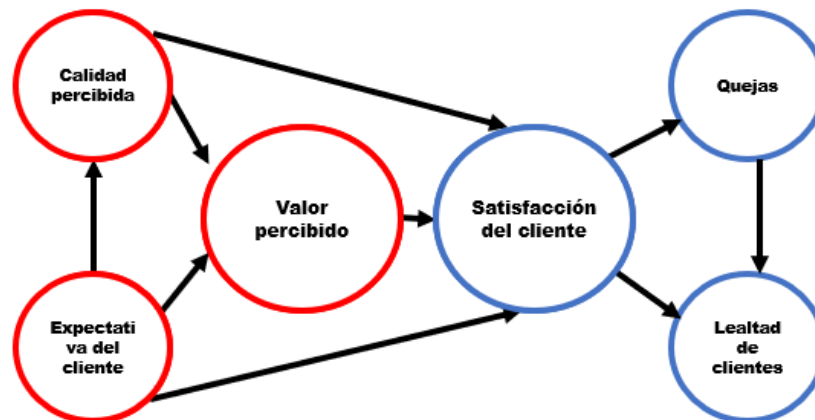 Calidad
percibida
Quejas
Valor
percibido
Satisfacción
del cliente
Expectati
va del
cliente
Lealtad
de
clientes